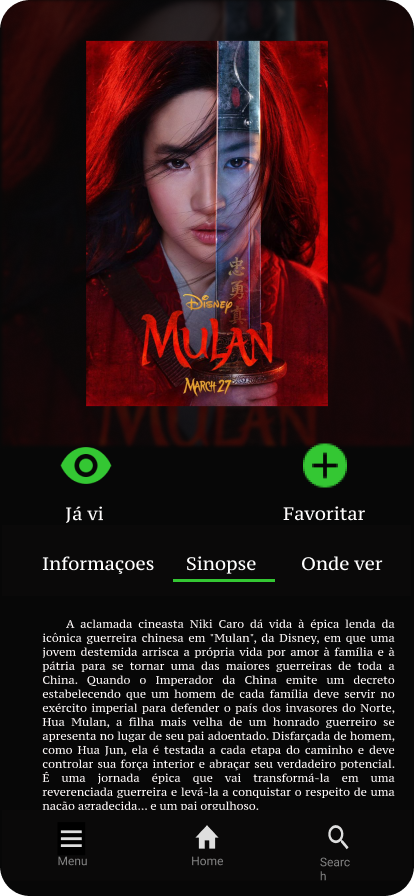 忠
勇
真
Disney
MULAN
MARCH 27
MULAN
Já vi
Favoritar
Informaçoes
Sinopse
Onde ver
A aclamada cineasta Niki Caro dá vida à épica lenda da
icônica guerreira chinesa em "Mulan", da Disney, em que uma
jovem destemida arrisca a própria vida por amor à família e à
pátria para se tornar uma das maiores guerreiras de toda a
China. Quando o Imperador da China emite um decreto
estabelecendo que um homem de cada família deve servir no
exército imperial para defender o país dos invasores do Norte,
Hua Mulan, a filha mais velha de um honrado guerreiro se
apresenta no lugar de seu pai adoentado. Disfarçada de homem,
como Hua Jun, ela é testada a cada etapa do caminho e deve
controlar sua força interior e abraçar seu verdadeiro potencial.
É uma jornada épica que vai transformá-la em uma
reverenciada guerreira e levá-la a conquistar o respeito de uma
nação agradecida... e um pai orgulhoso.
Menu
Home
Searc
h